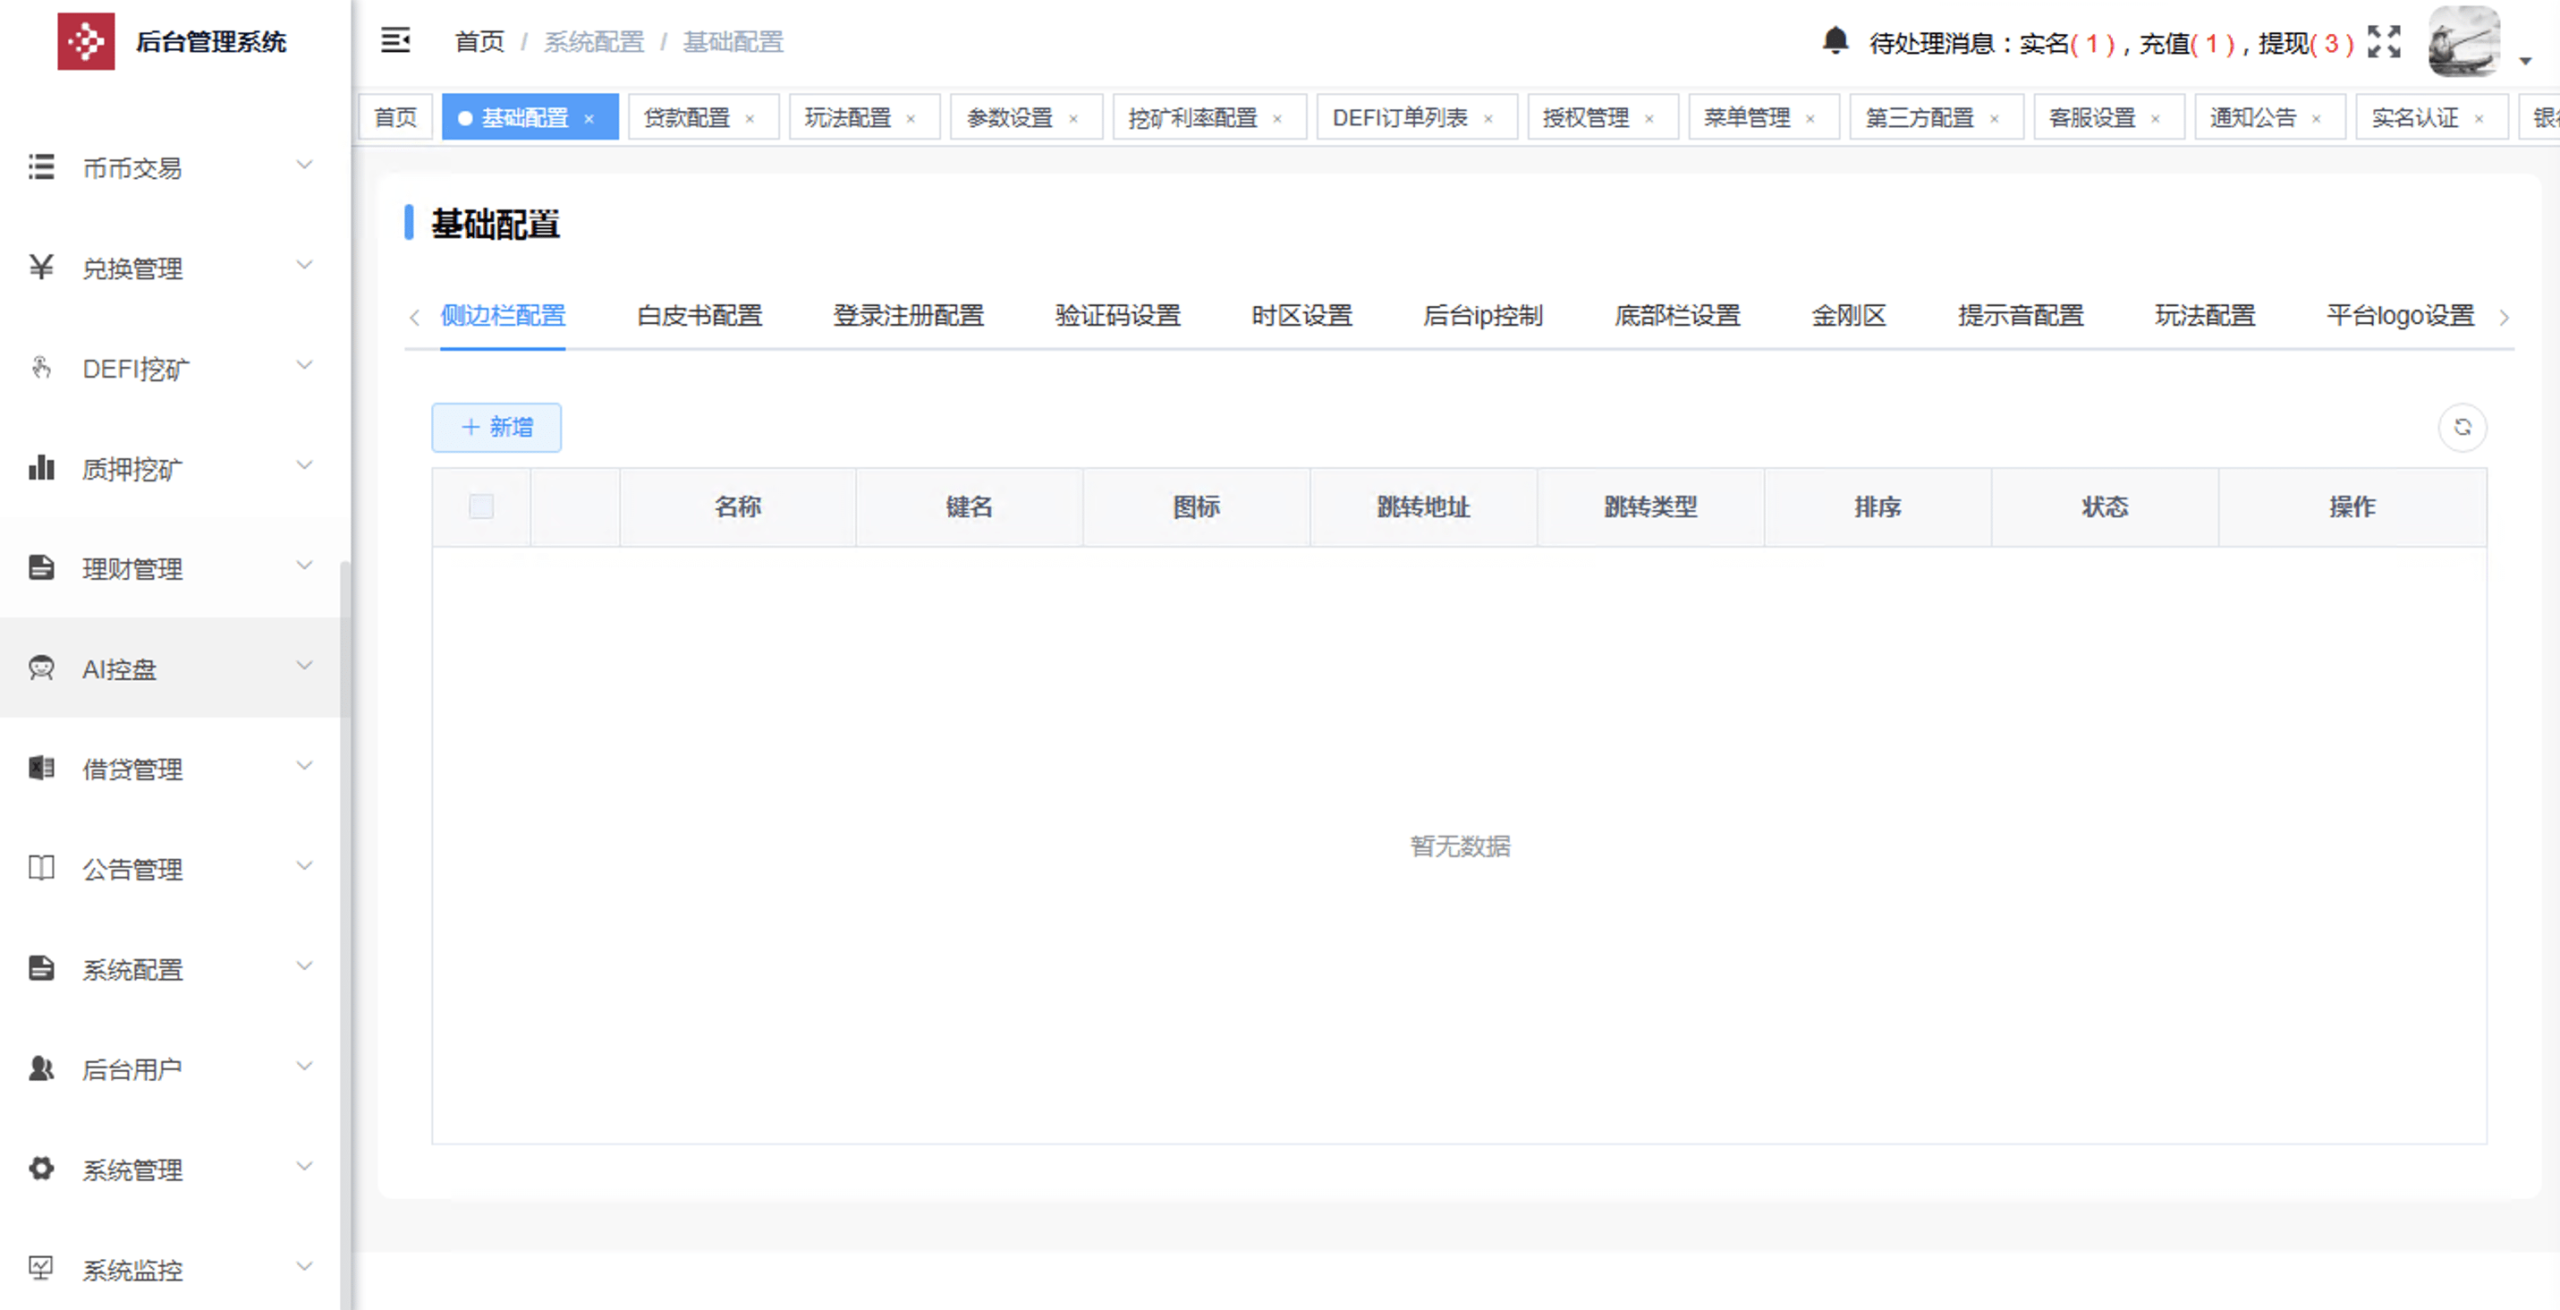 后台管理系统
首页 / 系统配置 / 基础配置
待处理消息：实名( 1 )，充值( 1 )，提现( 3 )
首页
基础配置 ×
贷款配置 ×
玩法配置 ×
参数设置 ×
挖矿利率配置 ×
DEFI订单列表 ×
授权管理 ×
菜单管理 ×
第三方配置 ×
客服设置 ×
通知公告 ×
实名认证 ×
币币交易
兑换管理
DEFI挖矿
质押挖矿
理财管理
AI控盘
借贷管理
公告管理
系统配置
后台用户
系统管理
系统监控
基础配置
侧边栏配置 白皮书配置 登录注册配置 验证码设置 时区设置 后台ip控制 底部栏设置 金刚区 提示音配置 玩法配置 平台logo设置
+ 新增
名称 键名 图标 跳转地址 跳转类型 排序 状态 操作
暂无数据